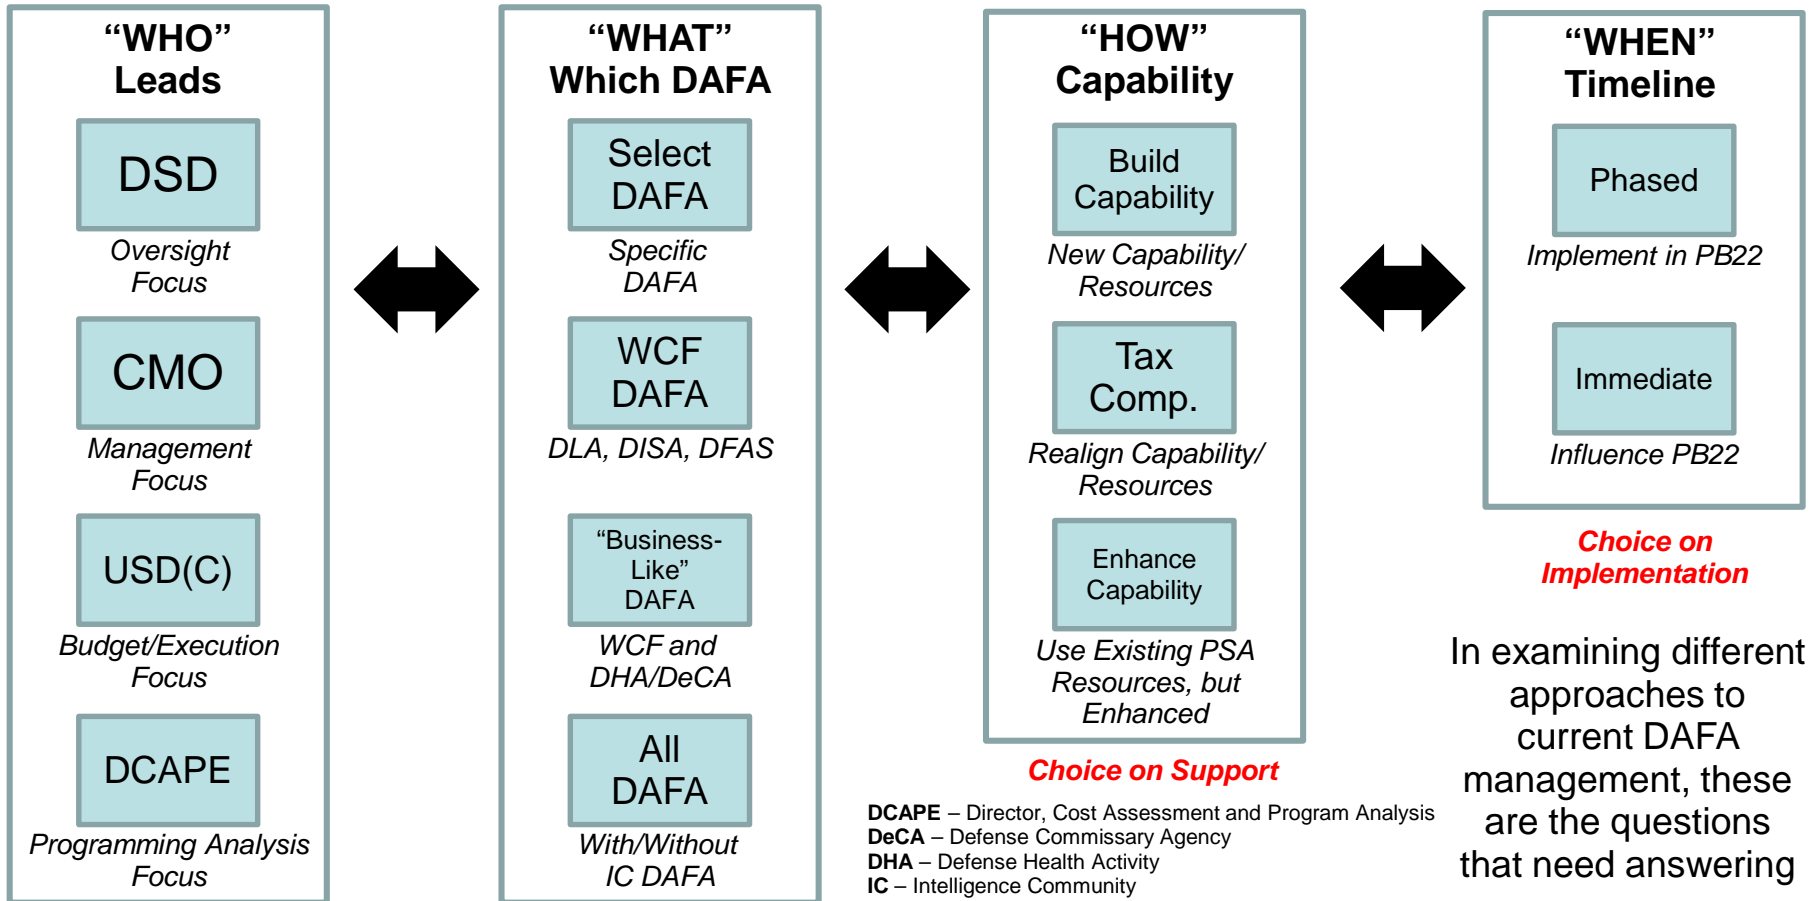 “WHO”
Leads
DSD
Oversight
Focus
CMO
Management
Focus
USD(C)
Budget/Execution
Focus
DCAPE
Programming Analysis
Focus
“WHAT”
Which DAFA
Select
DAFA
Specific
DAFA
WCF
DAFA
DLA, DISA, DFAS
“Business-
Like”
DAFA
WCF and
DHA/DeCA
All
DAFA
With/Without
IC DAFA
“HOW”
Capability
Build
Capability
New Capability/
Resources
Tax
Comp.
Realign Capability/
Resources
Enhance
Capability
Use Existing PSA
Resources, but
Enhanced
Choice on Support
“WHEN”
Timeline
Phased
Implement in PB22
Immediate
Influence PB22
Choice on
Implementation
In examining different
approaches to
current DAFA
management, these
are the questions
that need answering
DCAPE – Director, Cost Assessment and Program Analysis
DeCA – Defense Commissary Agency
DHA – Defense Health Activity
IC – Intelligence Community